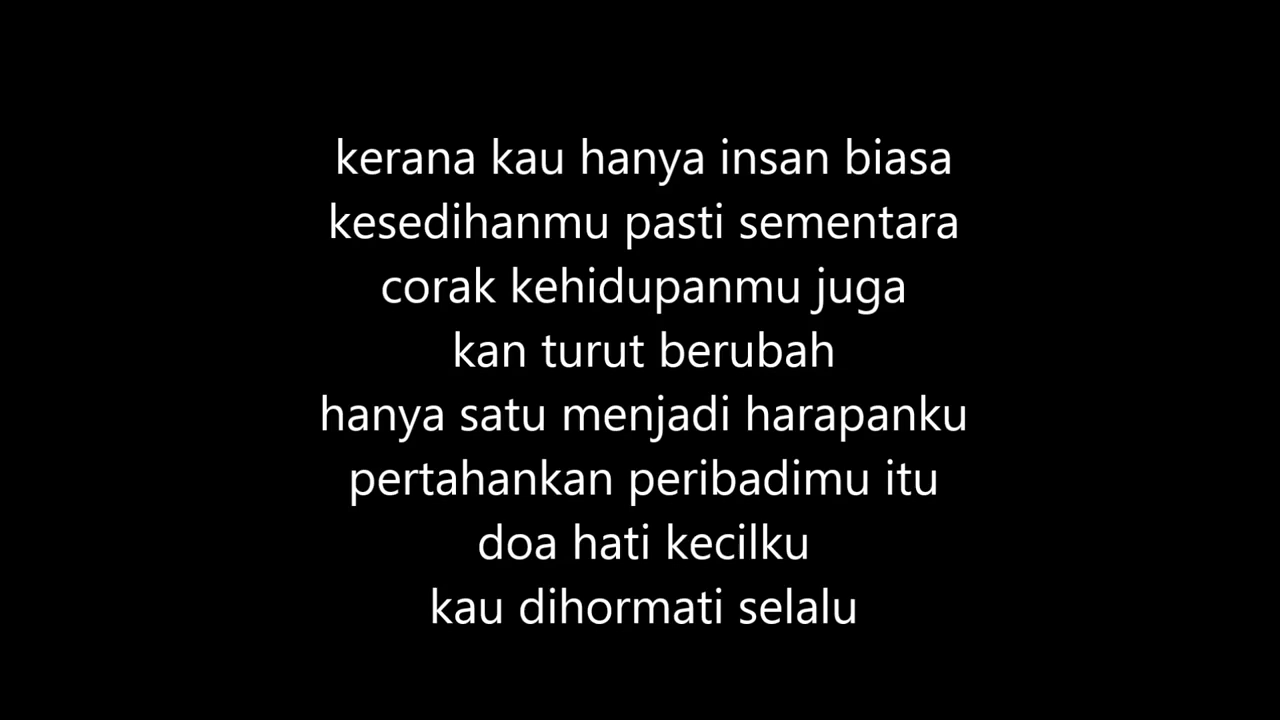 kerana kau hanya insan biasa
kesedihanmu pasti sementara
corak kehidupanmu juga
kan turut berubah
hanya satu menjadi harapanku
pertahankan peribadimu itu
doa hati kecilku
kau dihormati selalu